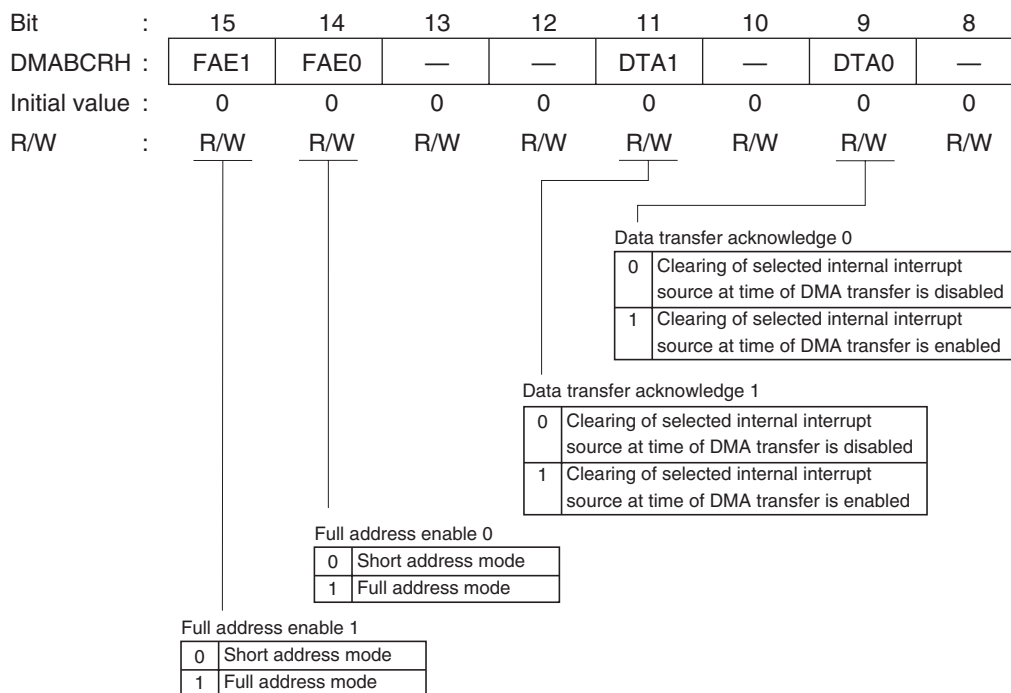 Bit : 15 14 13 12 11 10 9 8
DMABCRH : FAE1 FAE0 — — DTA1 — DTA0 —
Initial value : 0 0 0 0 0 0 0 0
R/W : R/W R/W R/W R/W R/W R/W R/W R/W
Data transfer acknowledge 0
0 Clearing of selected internal interrupt
source at time of DMA transfer is disabled
1 Clearing of selected internal interrupt
source at time of DMA transfer is enabled
Data transfer acknowledge 1
0 Clearing of selected internal interrupt
source at time of DMA transfer is disabled
1 Clearing of selected internal interrupt
source at time of DMA transfer is enabled
Full address enable 0
0 Short address mode
1 Full address mode
Full address enable 1
0 Short address mode
1 Full address mode